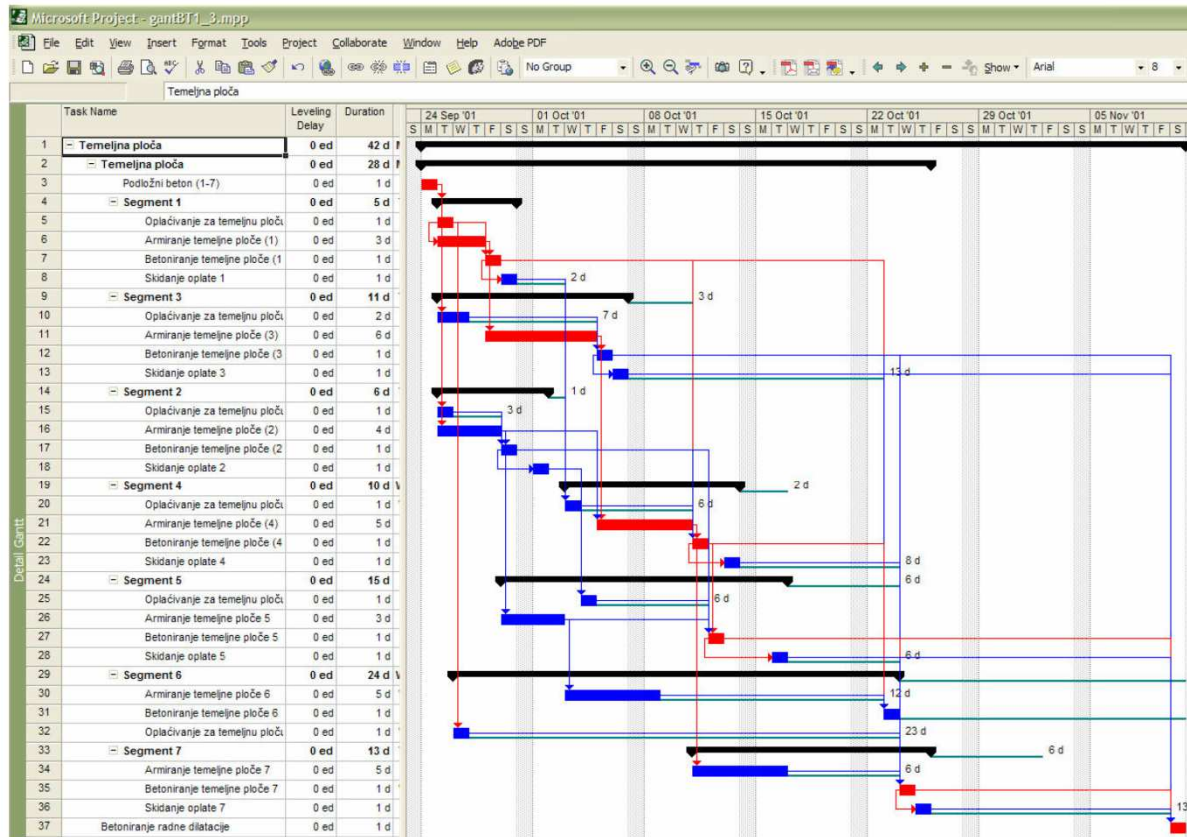 Microsoft Project - gantBT1_3.mpp
File Edit View Insert Format Tools Project Collaborate Window Help Adobe PDF
No Group Show Arial 8
Temeljna ploča
Task Name Leveling Delay Duration 24 Sep '01 01 Oct '01 08 Oct '01 15 Oct '01 22 Oct '01 29 Oct '01 05 Nov '01
S M T W T F S S M T W T F S S M T W T F S S M T W T F S S M T W T F S S M T W T F S S M T W T F S
1 Temeljna ploča 0 ed 42 d
2 Temeljna ploča 0 ed 28 d
3 Podložni beton (1-7) 0 ed 1 d
4 Segment 1 0 ed 5 d
5 Oplaćivanje za temeljnu ploču 0 ed 1 d
6 Armiranje temeljne ploče (1) 0 ed 3 d
7 Betoniranje temeljne ploče (1 0 ed 1 d
8 Skidanje oplate 1 0 ed 1 d 2 d
9 Segment 3 0 ed 11 d 3 d
10 Oplaćivanje za temeljnu ploču 0 ed 2 d 7 d
11 Armiranje temeljne ploče (3) 0 ed 6 d
12 Betoniranje temeljne ploče (3 0 ed 1 d
13 Skidanje oplate 3 0 ed 1 d 13 d
14 Segment 2 0 ed 6 d 1 d
15 Oplaćivanje za temeljnu ploču 0 ed 1 d 3 d
16 Armiranje temeljne ploče (2) 0 ed 4 d
17 Betoniranje temeljne ploče (2 0 ed 1 d
18 Skidanje oplate 2 0 ed 1 d
19 Segment 4 0 ed 10 d 2 d
20 Oplaćivanje za temeljnu ploču 0 ed 1 d 6 d
21 Armiranje temeljne ploče (4) 0 ed 5 d
22 Betoniranje temeljne ploče (4 0 ed 1 d
23 Skidanje oplate 4 0 ed 1 d 8 d
24 Segment 5 0 ed 15 d 6 d
25 Oplaćivanje za temeljnu ploču 0 ed 1 d 6 d
26 Armiranje temeljne ploče 5 0 ed 3 d
27 Betoniranje temeljne ploče 5 0 ed 1 d
28 Skidanje oplate 5 0 ed 1 d 6 d
29 Segment 6 0 ed 24 d
30 Armiranje temeljne ploče 6 0 ed 5 d 12 d
31 Betoniranje temeljne ploče 6 0 ed 1 d
32 Oplaćivanje za temeljnu ploču 0 ed 1 d 23 d
33 Segment 7 0 ed 13 d 6 d
34 Armiranje temeljne ploče 7 0 ed 5 d 6 d
35 Betoniranje temeljne ploče 7 0 ed 1 d
36 Skidanje oplate 7 0 ed 1 d 13
37 Betoniranje radne dilatacije 0 ed 1 d
Detail Gantt